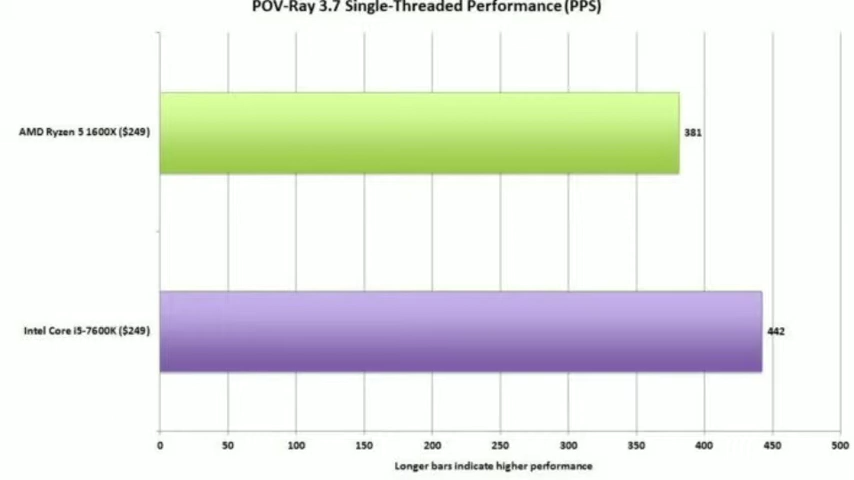 POV-Ray 3.7 Single-Threaded Performance (PPS)
AMD Ryzen 5 1600X ($249)
381
Intel Core i5-7600K ($249)
442
0 50 100 150 200 250 300 350 400 450 500
Longer bars indicate higher performance